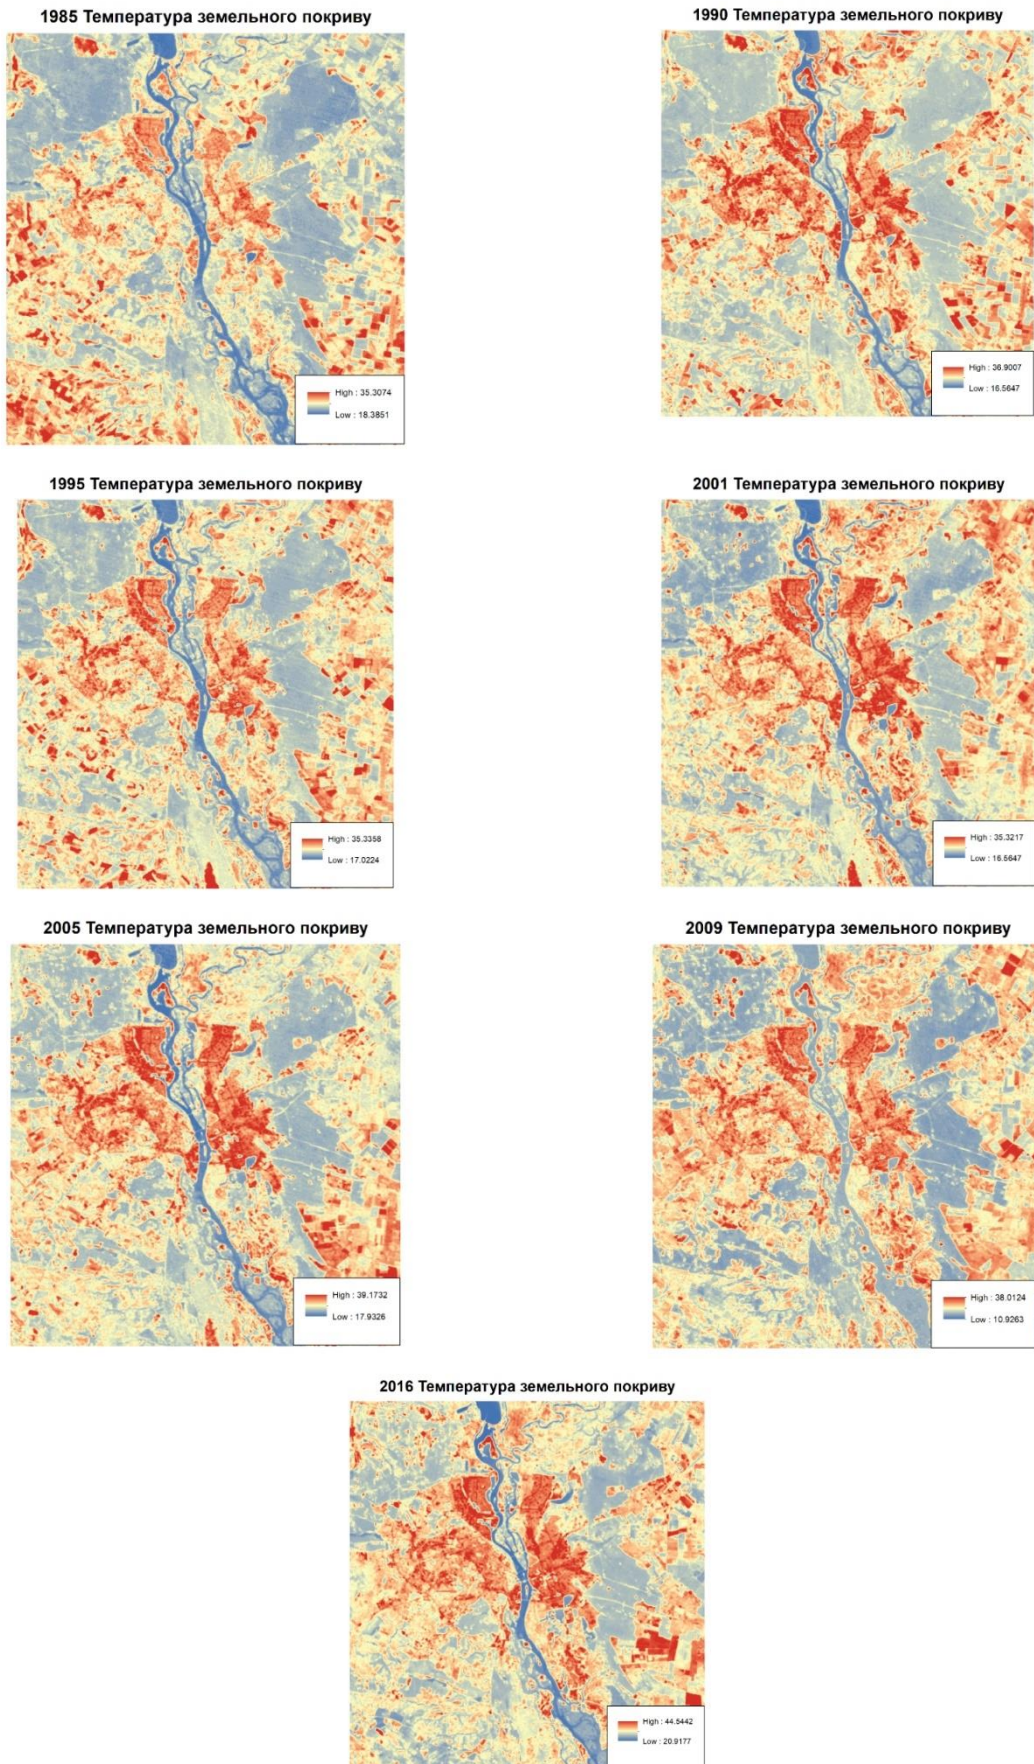 1985 Температура земельного покриву
1990 Температура земельного покриву
High : 35.3074
Low : 18.3851
High : 36.9007
Low : 16.5647
1995 Температура земельного покриву
2001 Температура земельного покриву
High : 35.3358
Low : 17.0224
High : 35.3217
Low : 16.5647
2005 Температура земельного покриву
2009 Температура земельного покриву
High : 39.1732
Low : 17.9326
High : 38.0124
Low : 10.9263
2016 Температура земельного покриву
High : 44.5442
Low : 20.9177